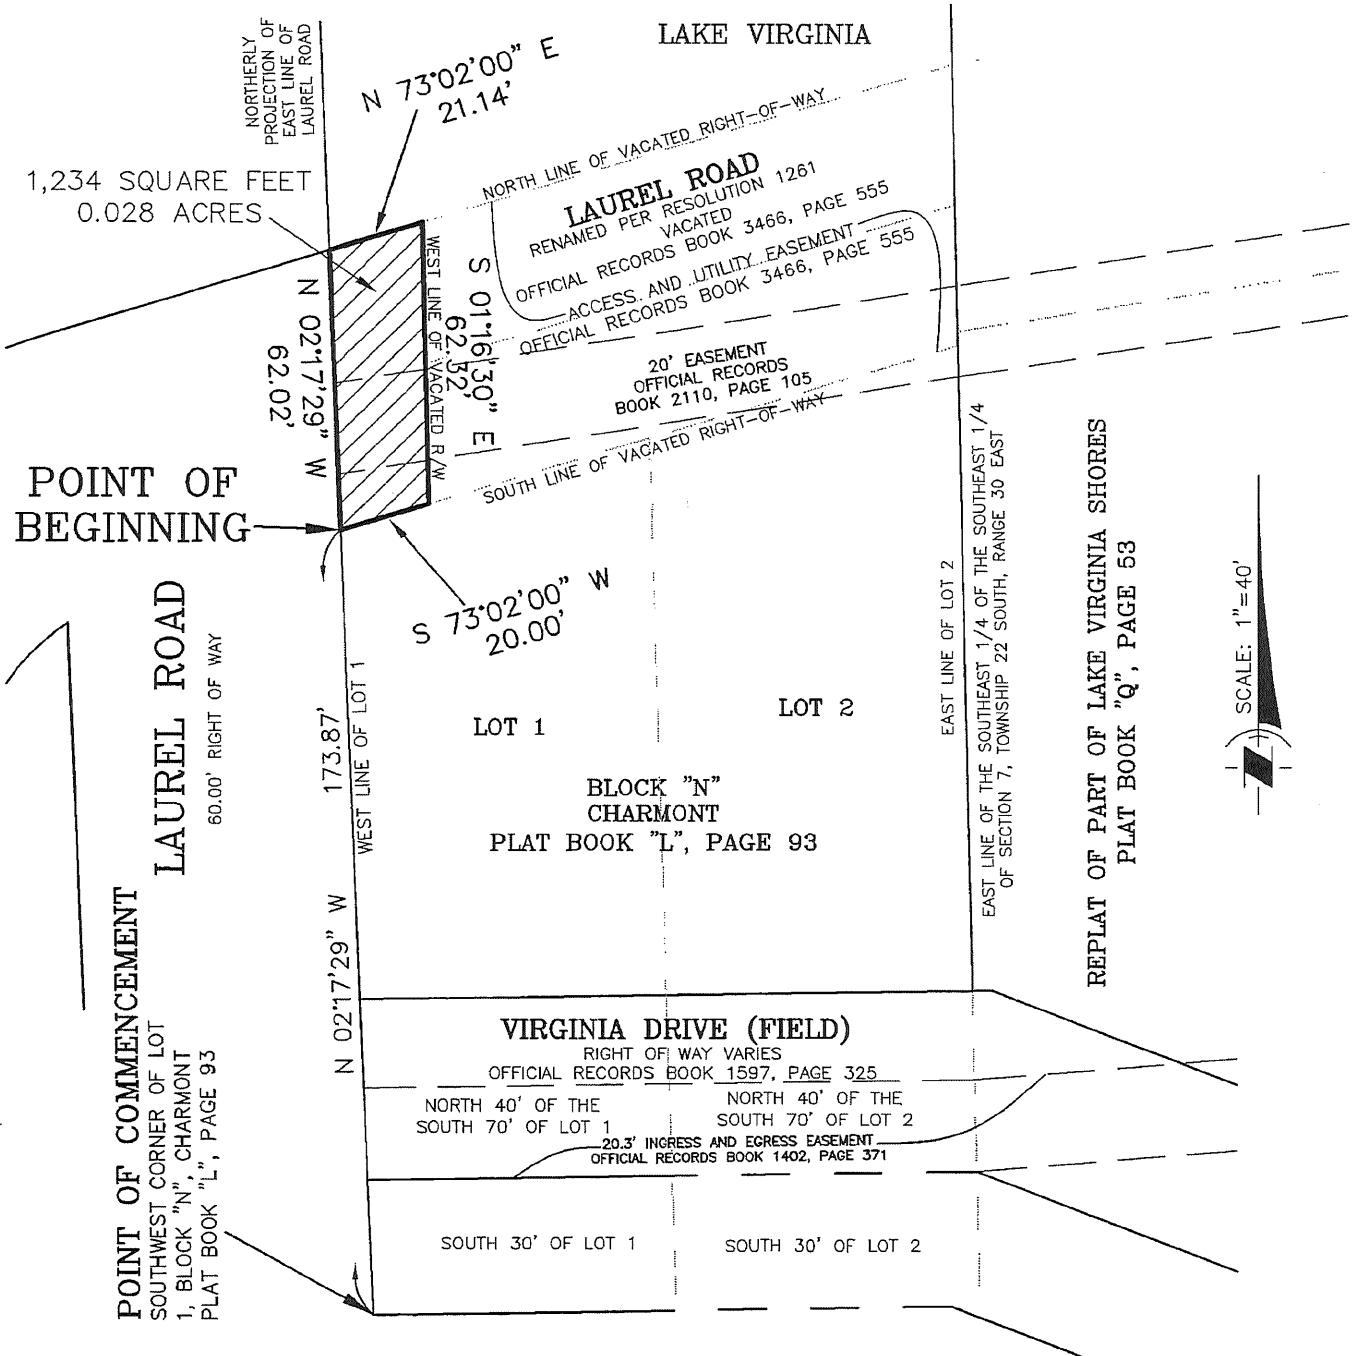 LAKE VIRGINIA
NORTHERLY
PROJECTION OF
EAST LINE OF
LAUREL ROAD
N 73°02'00" E
21.14'
1,234 SQUARE FEET
0.028 ACRES
NORTH LINE OF VACATED RIGHT-OF-WAY
LAUREL ROAD
RENAMED PER RESOLUTION 1261
VACATED
OFFICIAL RECORDS BOOK 3466, PAGE 555
ACCESS AND UTILITY EASEMENT
OFFICIAL RECORDS BOOK 3466, PAGE 555
WEST LINE OF VACATED R/W
S 01°16'30" E
62.32'
N 02°17'29" W
62.02'
20' EASEMENT
OFFICIAL RECORDS
BOOK 2110, PAGE 105
SOUTH LINE OF VACATED RIGHT-OF-WAY
POINT OF
BEGINNING
S 73°02'00" W
20.00'
LAUREL ROAD
60.00' RIGHT OF WAY
173.87'
N 02°17'29" W
WEST LINE OF LOT 1
LOT 1
LOT 2
BLOCK "N"
CHARMONT
PLAT BOOK "L", PAGE 93
EAST LINE OF LOT 2
EAST LINE OF THE SOUTHEAST 1/4 OF THE SOUTHEAST 1/4
OF SECTION 7, TOWNSHIP 22 SOUTH, RANGE 30 EAST
REPLAT OF PART OF LAKE VIRGINIA SHORES
PLAT BOOK "Q", PAGE 53
SCALE: 1"=40'
N
POINT OF COMMENCEMENT
SOUTHWEST CORNER OF LOT
1, BLOCK "N", CHARMONT
PLAT BOOK "L", PAGE 93
VIRGINIA DRIVE (FIELD)
RIGHT OF WAY VARIES
OFFICIAL RECORDS BOOK 1597, PAGE 325
NORTH 40' OF THE
SOUTH 70' OF LOT 1
NORTH 40' OF THE
SOUTH 70' OF LOT 2
20.3' INGRESS AND EGRESS EASEMENT
OFFICIAL RECORDS BOOK 1402, PAGE 371
SOUTH 30' OF LOT 1
SOUTH 30' OF LOT 2